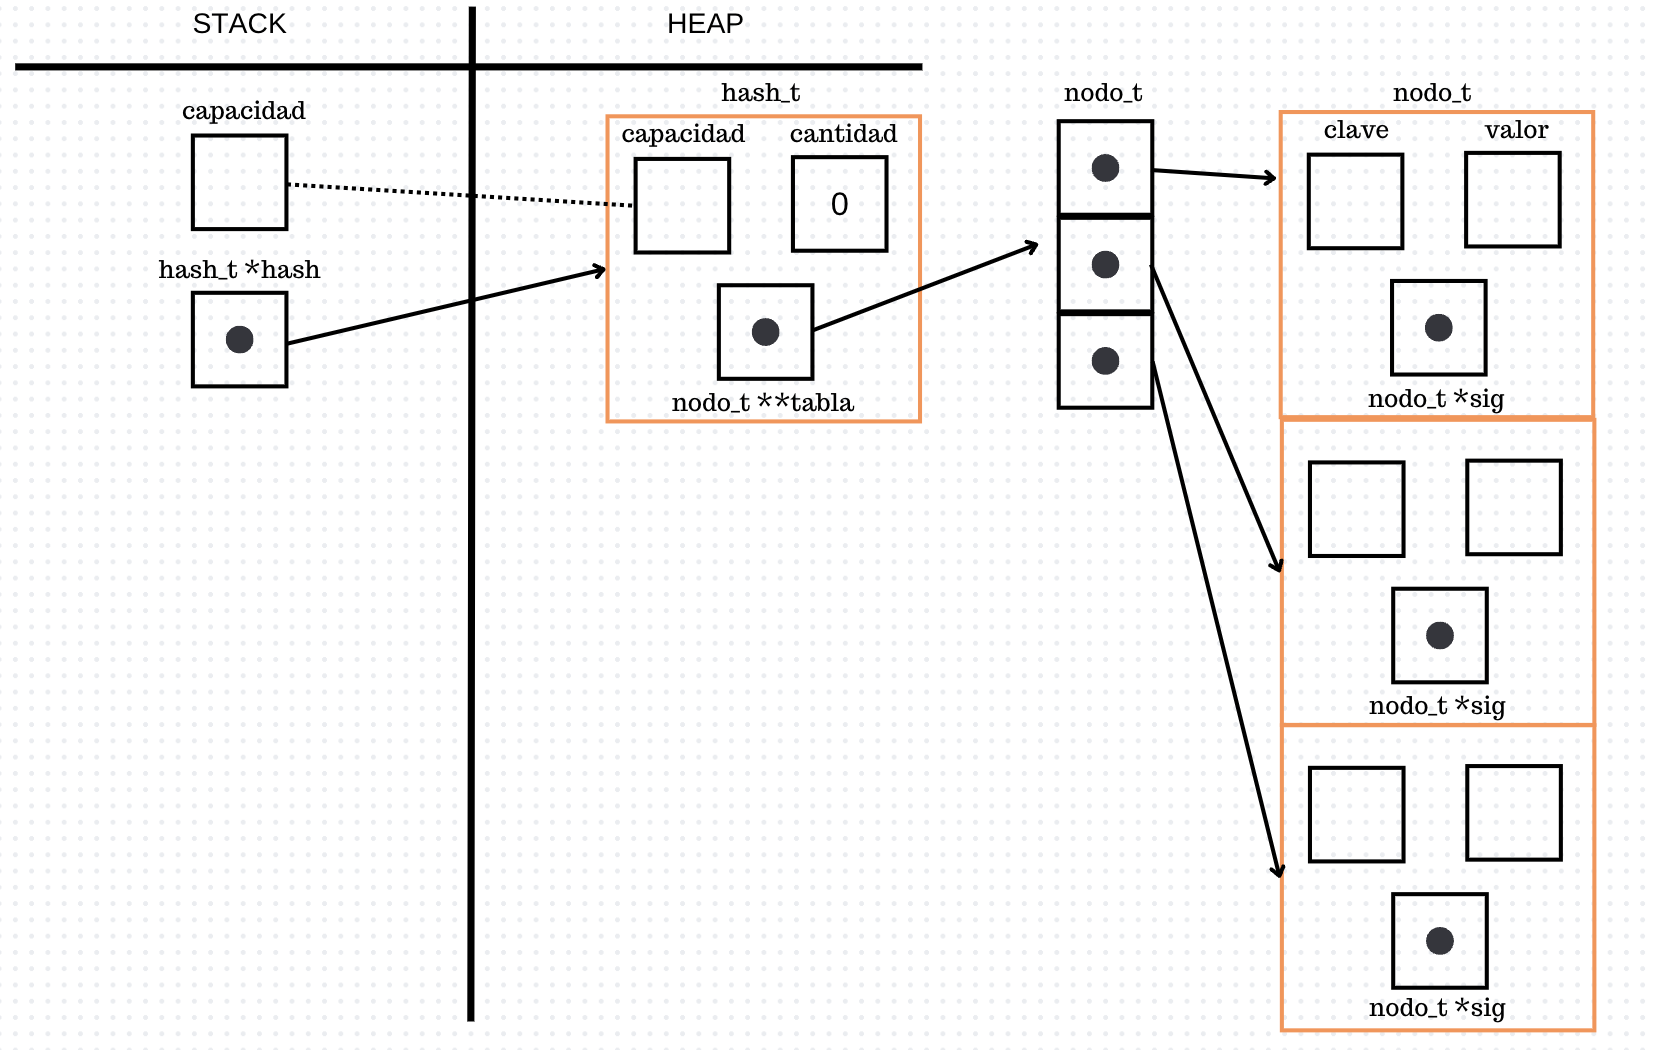 STACK
HEAP
capacidad
hash_t *hash
hash_t
capacidad
cantidad
0
nodo_t **tabla
nodo_t
nodo_t
clave
valor
nodo_t *sig
nodo_t *sig
nodo_t *sig